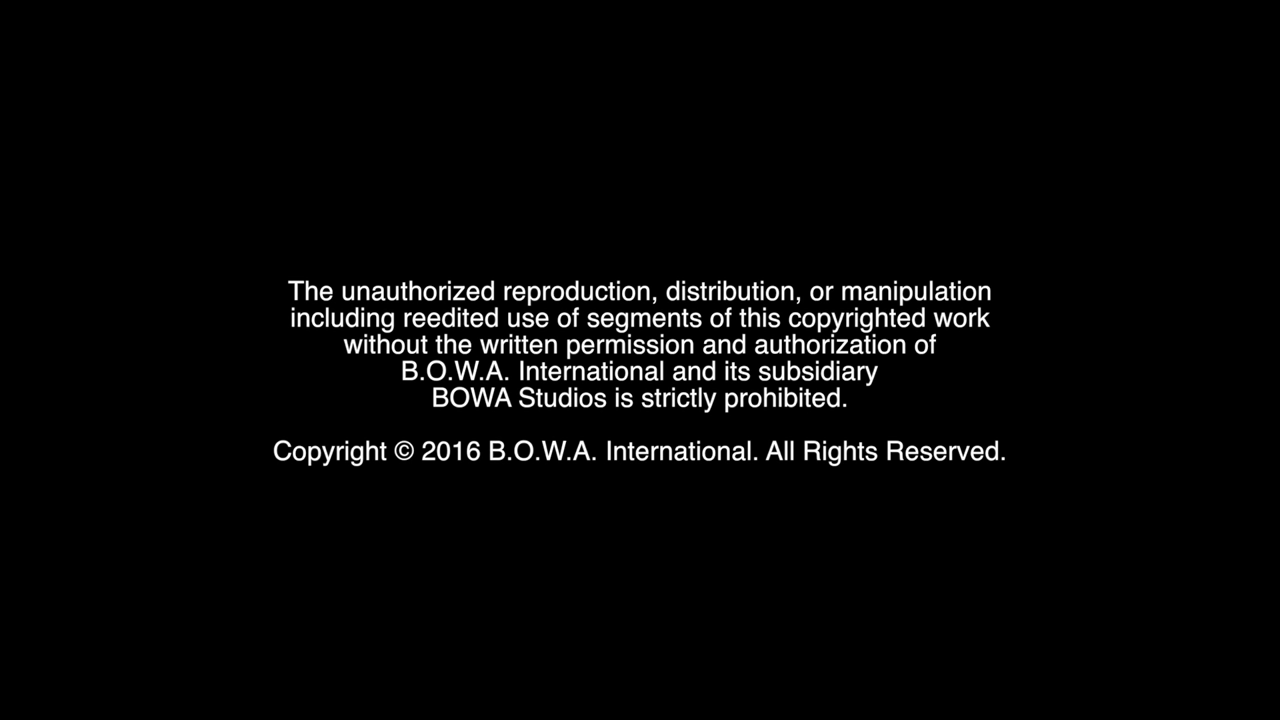 The unauthorized reproduction, distribution, or manipulation
including reedited use of segments of this copyrighted work
without the written permission and authorization of
B.O.W.A. International and its subsidiary
BOWA Studios is strictly prohibited.
Copyright © 2016 B.O.W.A. International. All Rights Reserved.